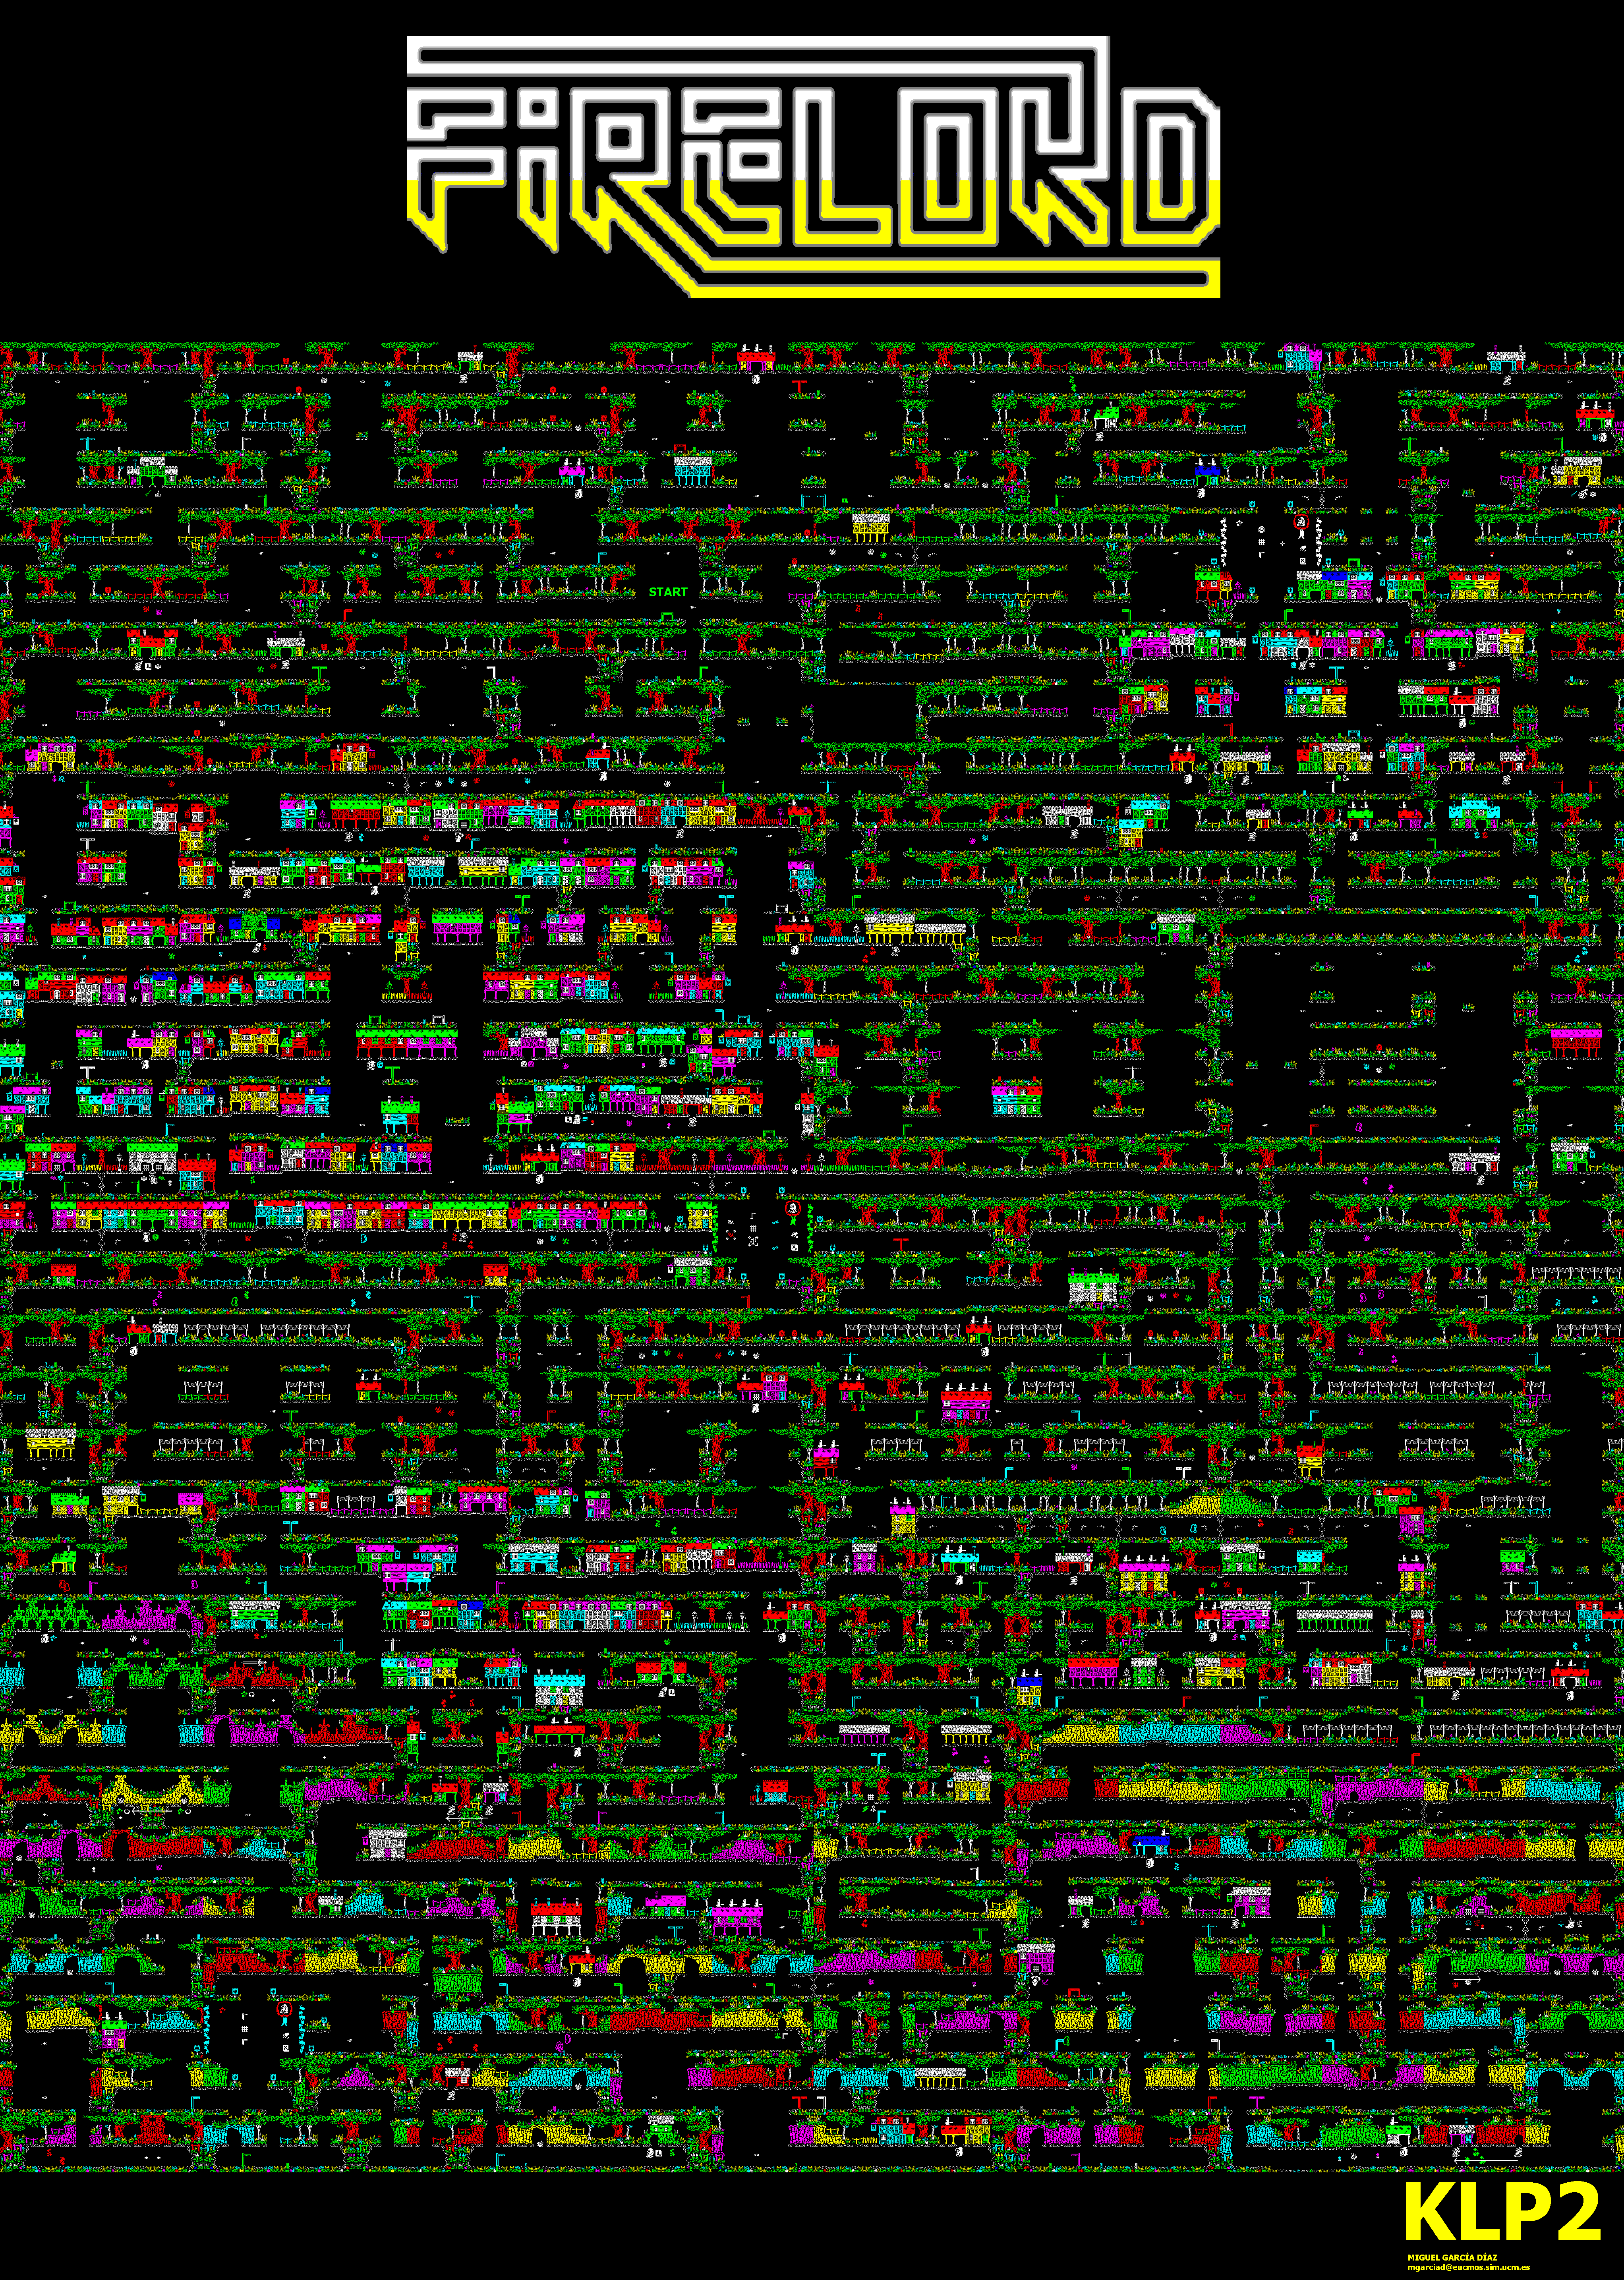 FIRELORD
START
KLP2
MIGUEL GARCÍA DÍAZ
mgarciad@eucmos.sim.ucm.es